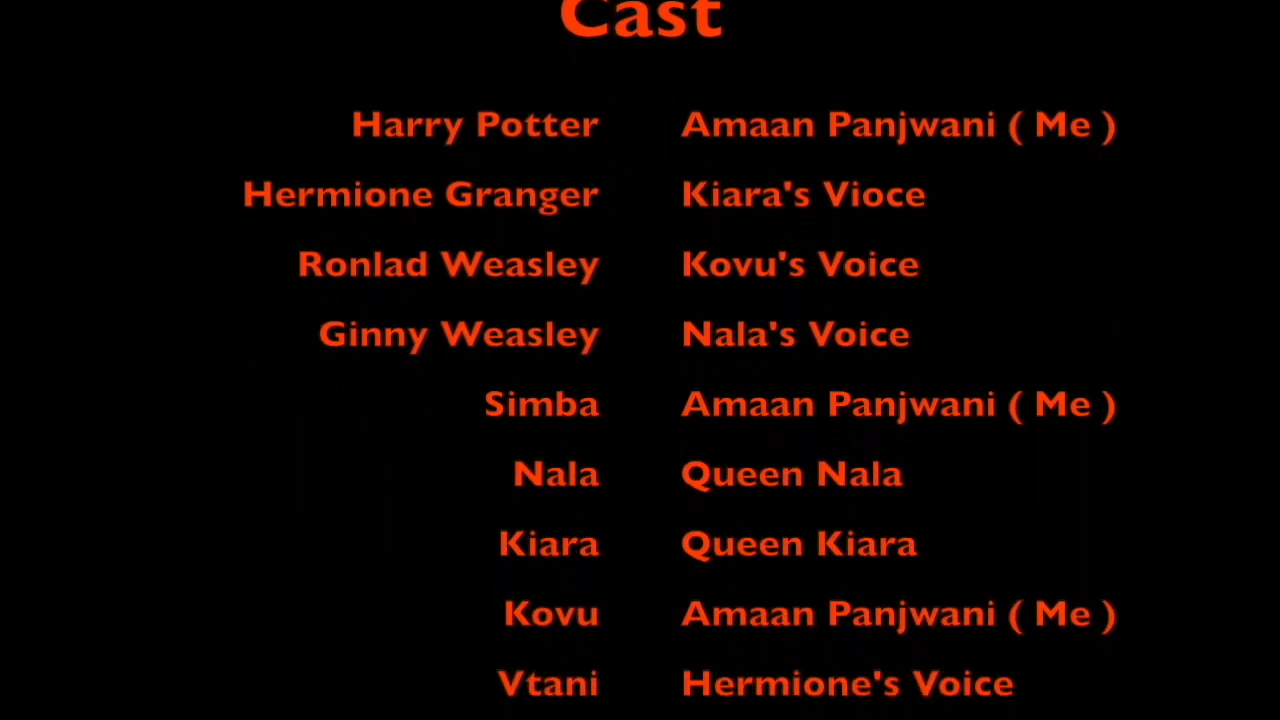 Cast
Harry Potter Amaan Panjwani ( Me )
Hermione Granger Kiara's Vioce
Ronlad Weasley Kovu's Voice
Ginny Weasley Nala's Voice
Simba Amaan Panjwani ( Me )
Nala Queen Nala
Kiara Queen Kiara
Kovu Amaan Panjwani ( Me )
Vtani Hermione's Voice